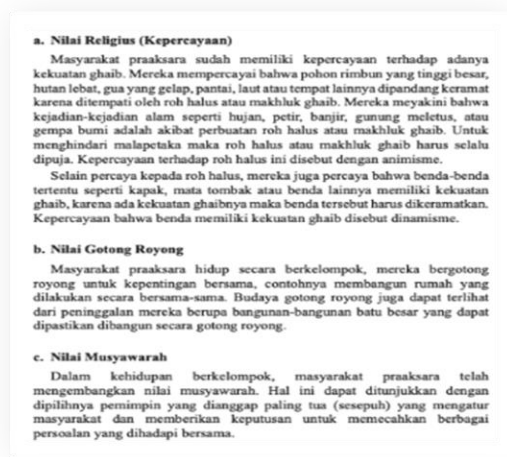 a. Nilai Religius (Kepercayaan)
Masyarakat praaksara sudah memiliki kepercayaan terhadap adanya
kekuatan ghaib. Mereka mempercayai bahwa pohon rimbun yang tinggi besar,
hutan lebat, gua yang gelap, pantai, laut atau tempat lainnya dipandang keramat
karena ditempati oleh roh halus atau makhluk ghaib. Mereka meyakini bahwa
kejadian-kejadian alam seperti hujan, petir, banjir, gunung meletus, atau
gempa bumi adalah akibat perbuatan roh halus atau makhluk ghaib. Untuk
menghindari malapetaka maka roh halus atau makhluk ghaib harus selalu
dipuja. Kepercayaan terhadap roh halus ini disebut dengan animisme.
Selain percaya kepada roh halus, mereka juga percaya bahwa benda-benda
tertentu seperti kapak, mata tombak atau benda lainnya memiliki kekuatan
ghaib, karena ada kekuatan ghaibnya maka benda tersebut harus dikeramatkan.
Kepercayaan bahwa benda memiliki kekuatan ghaib disebut dinamisme.
b. Nilai Gotong Royong
Masyarakat praaksara hidup secara berkelompok, mereka bergotong
royong untuk kepentingan bersama, contohnya membangun rumah yang
dilakukan secara bersama-sama. Budaya gotong royong juga dapat terlihat
dari peninggalan mereka berupa bangunan-bangunan batu besar yang dapat
dipastikan dibangun secara gotong royong.
c. Nilai Musyawarah
Dalam kehidupan berkelompok, masyarakat praaksara telah
mengembangkan nilai musyawarah. Hal ini dapat ditunjukkan dengan
dipilihnya pemimpin yang dianggap paling tua (sesepuh) yang mengatur
masyarakat dan memberikan keputusan untuk memecahkan berbagai
persoalan yang dihadapi bersama.